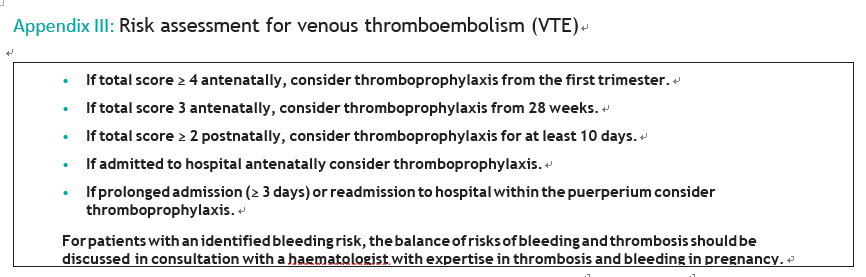 Appendix III: Risk assessment for venous thromboembolism (VTE)
• If total score ≥ 4 antenatally, consider thromboprophylaxis from the first trimester.
• If total score 3 antenatally, consider thromboprophylaxis from 28 weeks.
• If total score ≥ 2 postnatally, consider thromboprophylaxis for at least 10 days.
• If admitted to hospital antenatally consider thromboprophylaxis.
• If prolonged admission (≥ 3 days) or readmission to hospital within the puerperium consider
thromboprophylaxis.
For patients with an identified bleeding risk, the balance of risks of bleeding and thrombosis should be
discussed in consultation with a haematologist with expertise in thrombosis and bleeding in pregnancy.